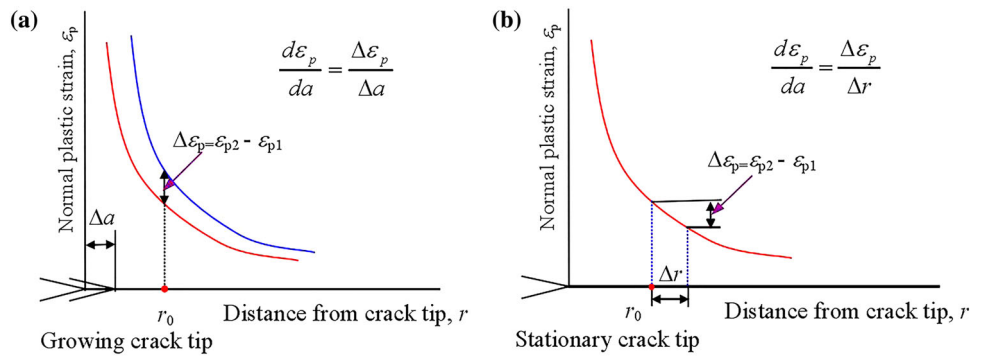 (a)
Normal plastic strain, εp
dεp/da = Δεp/Δa
Δεp=εp2 - εp1
Δa
r0
Distance from crack tip, r
Growing crack tip
(b)
Normal plastic strain, εp
dεp/da = Δεp/Δr
Δεp=εp2 - εp1
Δr
r0
Distance from crack tip, r
Stationary crack tip